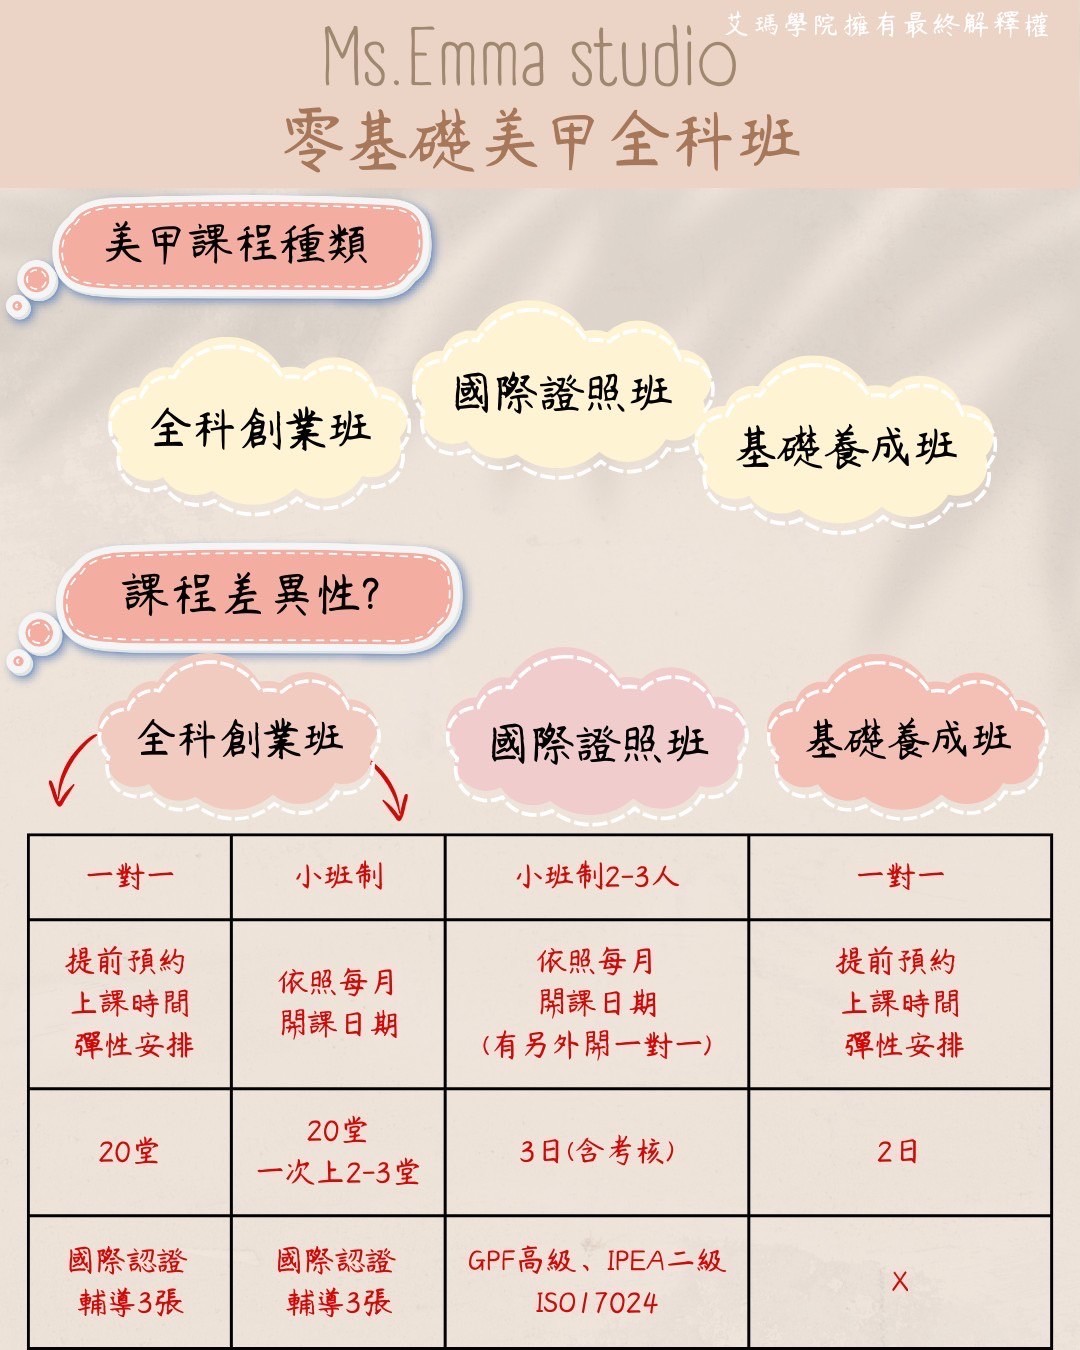 艾瑪學院擁有最終解釋權
Ms.Emma studio
零基礎美甲全科班
美甲課程種類
全科創業班
國際證照班
基礎養成班
課程差異性?
全科創業班
國際證照班
基礎養成班
一對一
小班制
小班制2-3人
一對一
提前預約
上課時間
彈性安排
依照每月
開課日期
依照每月
開課日期
(有另外開一對一)
提前預約
上課時間
彈性安排
20堂
20堂
一次上2-3堂
3日(含考核)
2日
國際認證
輔導3張
國際認證
輔導3張
GPF高級、IPEA二級
ISO17024
X